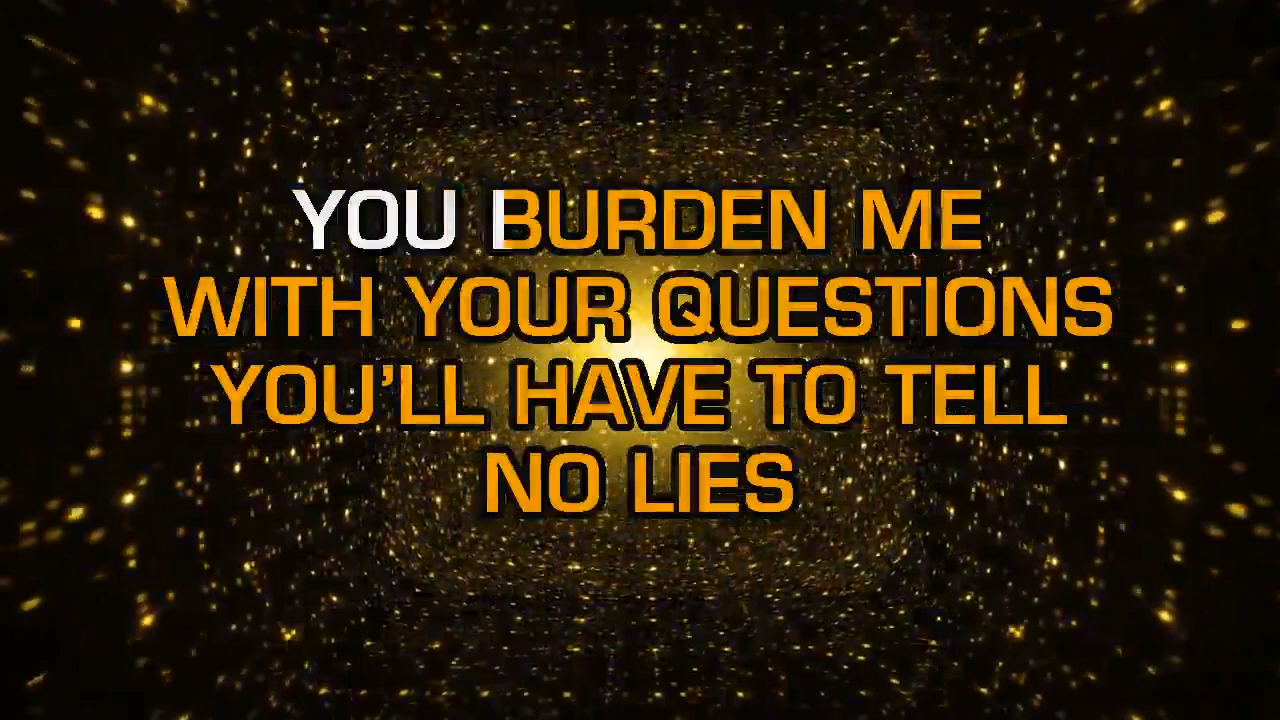 YOU BURDEN ME
WITH YOUR QUESTIONS
YOU'LL HAVE TO TELL
NO LIES